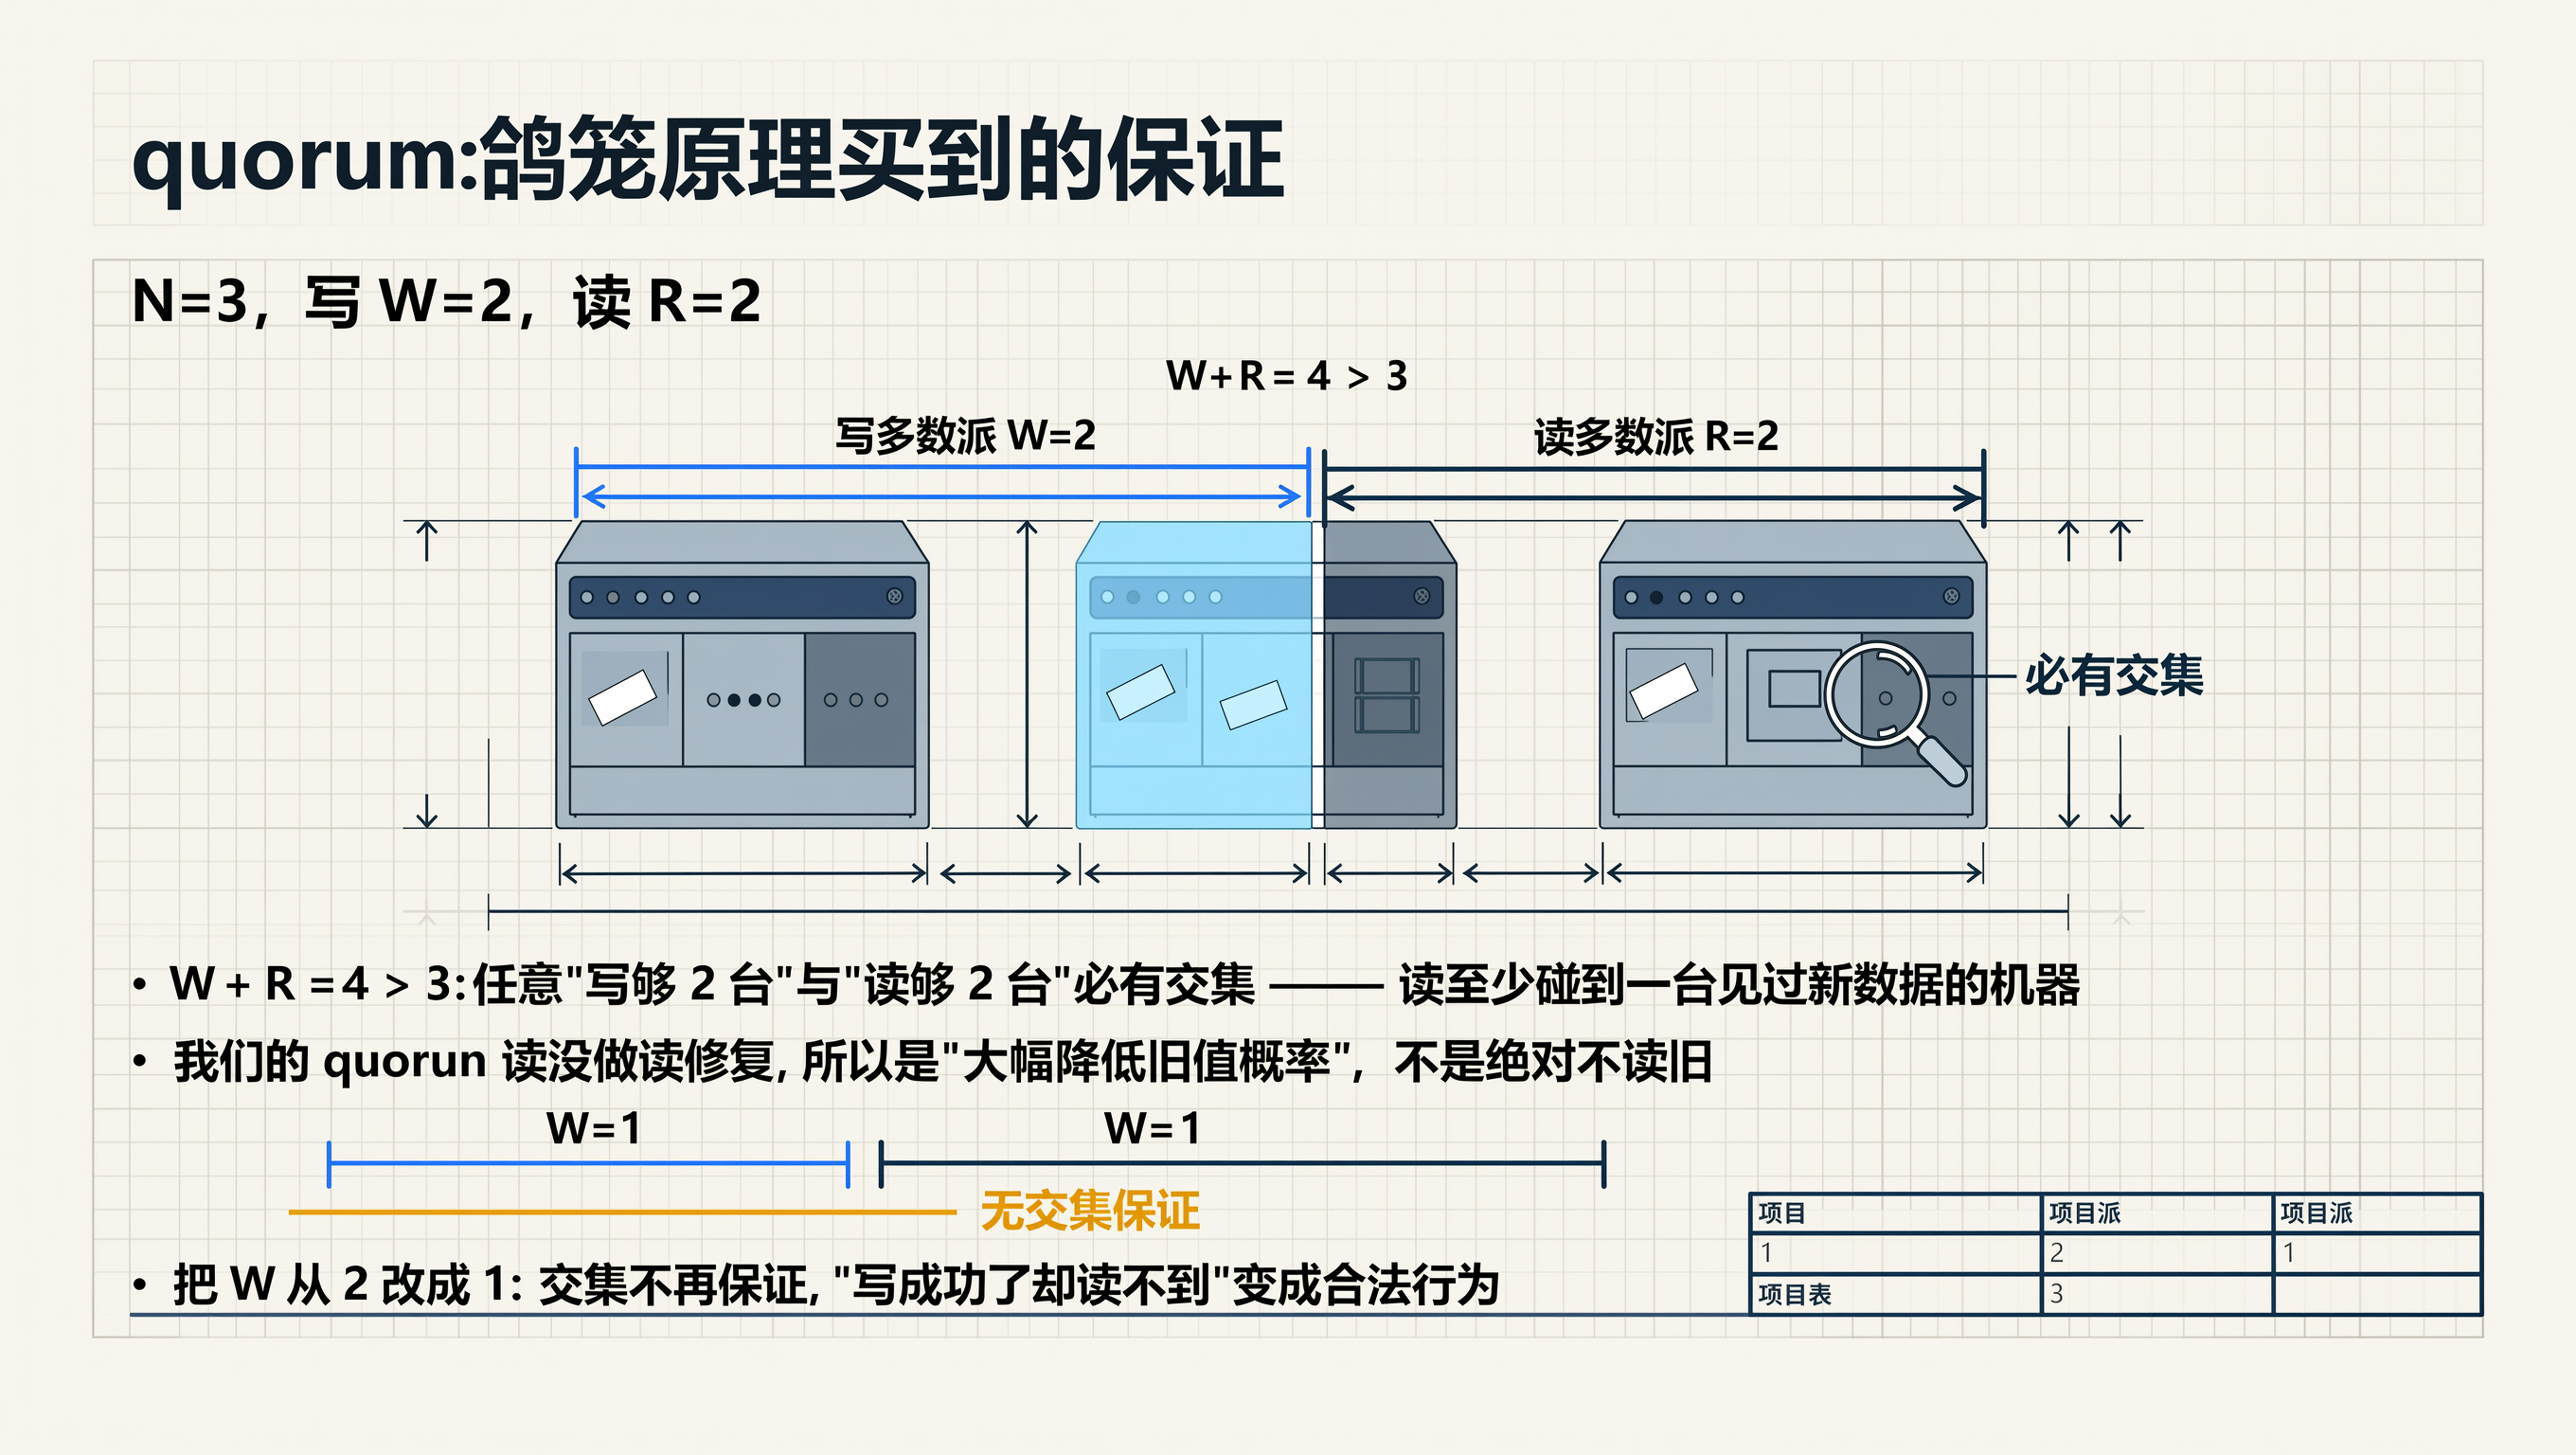 quorum:鸽笼原理买到的保证
N=3，写 W=2，读 R=2
W+R= 4 > 3
写多数派 W=2
读多数派 R=2
必有交集
• W + R =4 > 3:任意"写够 2 台"与"读够 2 台"必有交集 —— 读至少碰到一台见过新数据的机器
• 我们的 quorun 读没做读修复, 所以是"大幅降低旧值概率"，不是绝对不读旧
W=1
W=1
无交集保证
• 把 W 从 2 改成 1: 交集不再保证, "写成功了却读不到"变成合法行为
项目 项目派 项目派
1 2 1
项目表 3